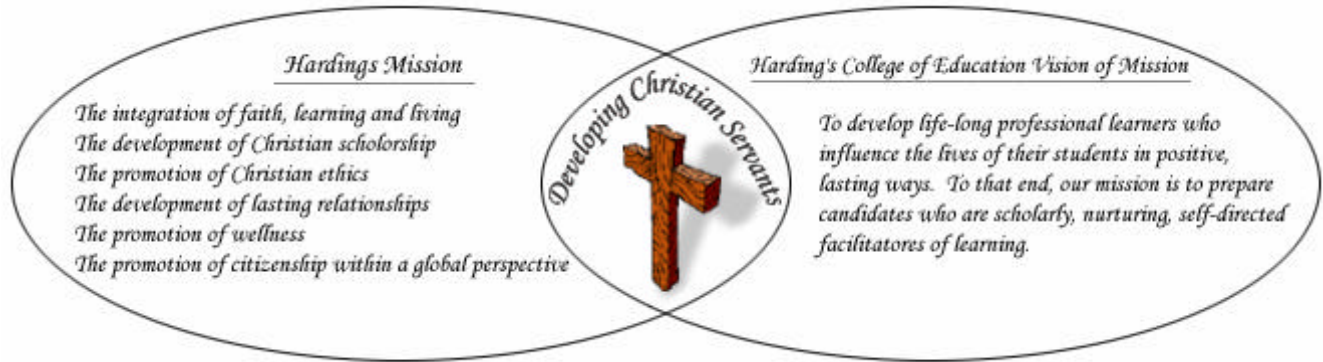 Hardings Mission
The integration of faith, learning and living
The development of Christian scholorship
The promotion of Christian ethics
The development of lasting relationships
The promotion of wellness
The promotion of citizenship within a global perspective
Developing Christian Servants
Harding's College of Education Vision of Mission
To develop life-long professional learners who
influence the lives of their students in positive,
lasting ways. To that end, our mission is to prepare
candidates who are scholarly, nurturing, self-directed
facilitatores of learning.